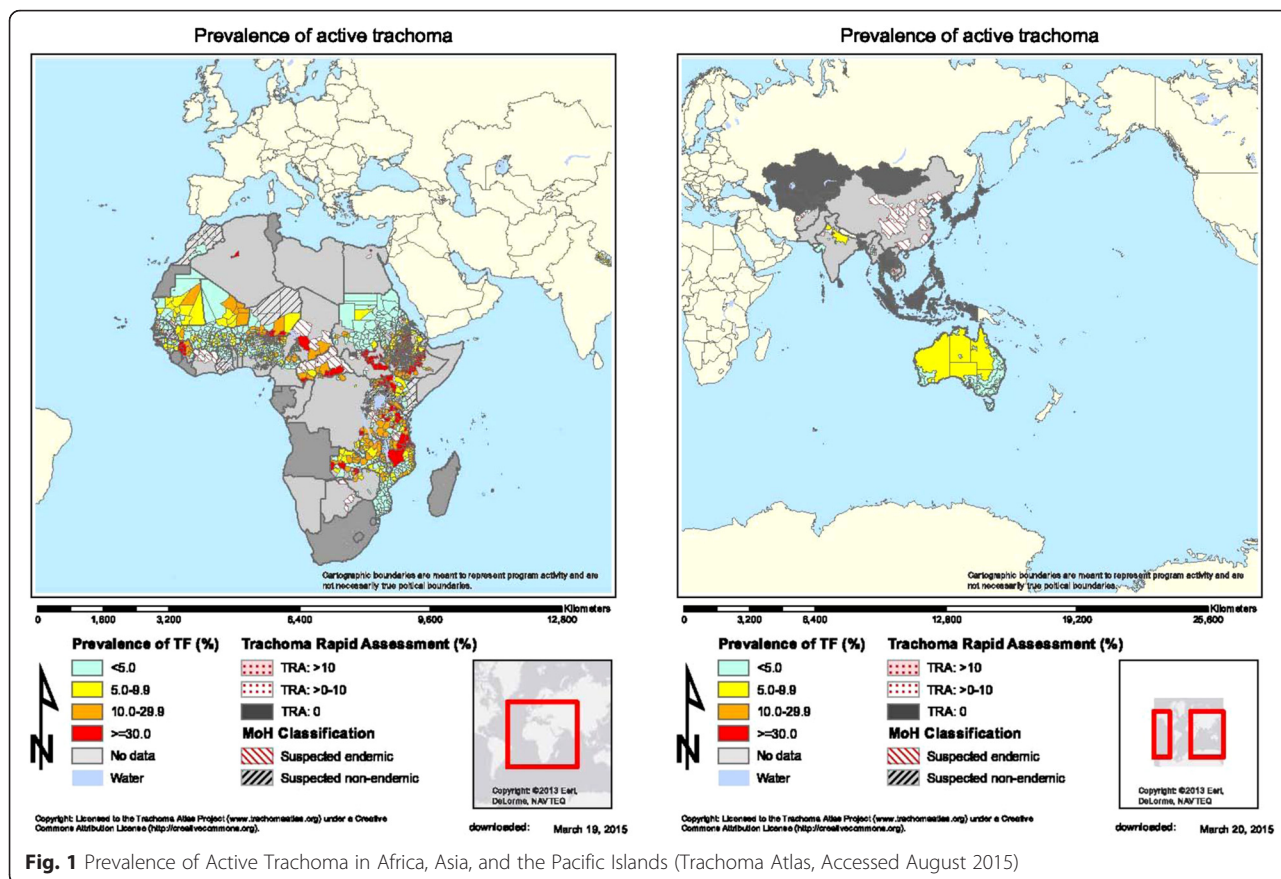 Prevalence of active trachoma
Cartographic boundaries are meant to represent program activity and are
not necessarily true political boundaries.
Kilometers
0 1,600 3,200 6,400 9,600 12,800
Prevalence of TF (%)
<5.0
5.0-9.9
10.0-29.9
>=30.0
No data
Water
N
Trachoma Rapid Assessment (%)
TRA: >10
TRA: >0-10
TRA: 0
MoH Classification
Suspected endemic
Suspected non-endemic
Copyright: ©2013 Esri,
DeLorme, NAVTEQ
Copyright: Licensed to the Trachoma Atlas Project (www.trachomaatlas.org) under a Creative
Commons Attribution License (http://creativecommons.org).
downloaded: March 19, 2015
Prevalence of active trachoma
Cartographic boundaries are meant to represent program activity and are
not necessarily true political boundaries.
Kilometers
0 3,200 6,400 12,800 19,200 25,600
Prevalence of TF (%)
<5.0
5.0-9.9
10.0-29.9
>=30.0
No data
Water
N
Trachoma Rapid Assessment (%)
TRA: >10
TRA: >0-10
TRA: 0
MoH Classification
Suspected endemic
Suspected non-endemic
Copyright: ©2013 Esri,
DeLorme, NAVTEQ
Copyright: Licensed to the Trachoma Atlas Project (www.trachomaatlas.org) under a Creative
Commons Attribution License (http://creativecommons.org).
downloaded: March 20, 2015
Fig. 1 Prevalence of Active Trachoma in Africa, Asia, and the Pacific Islands (Trachoma Atlas, Accessed August 2015)